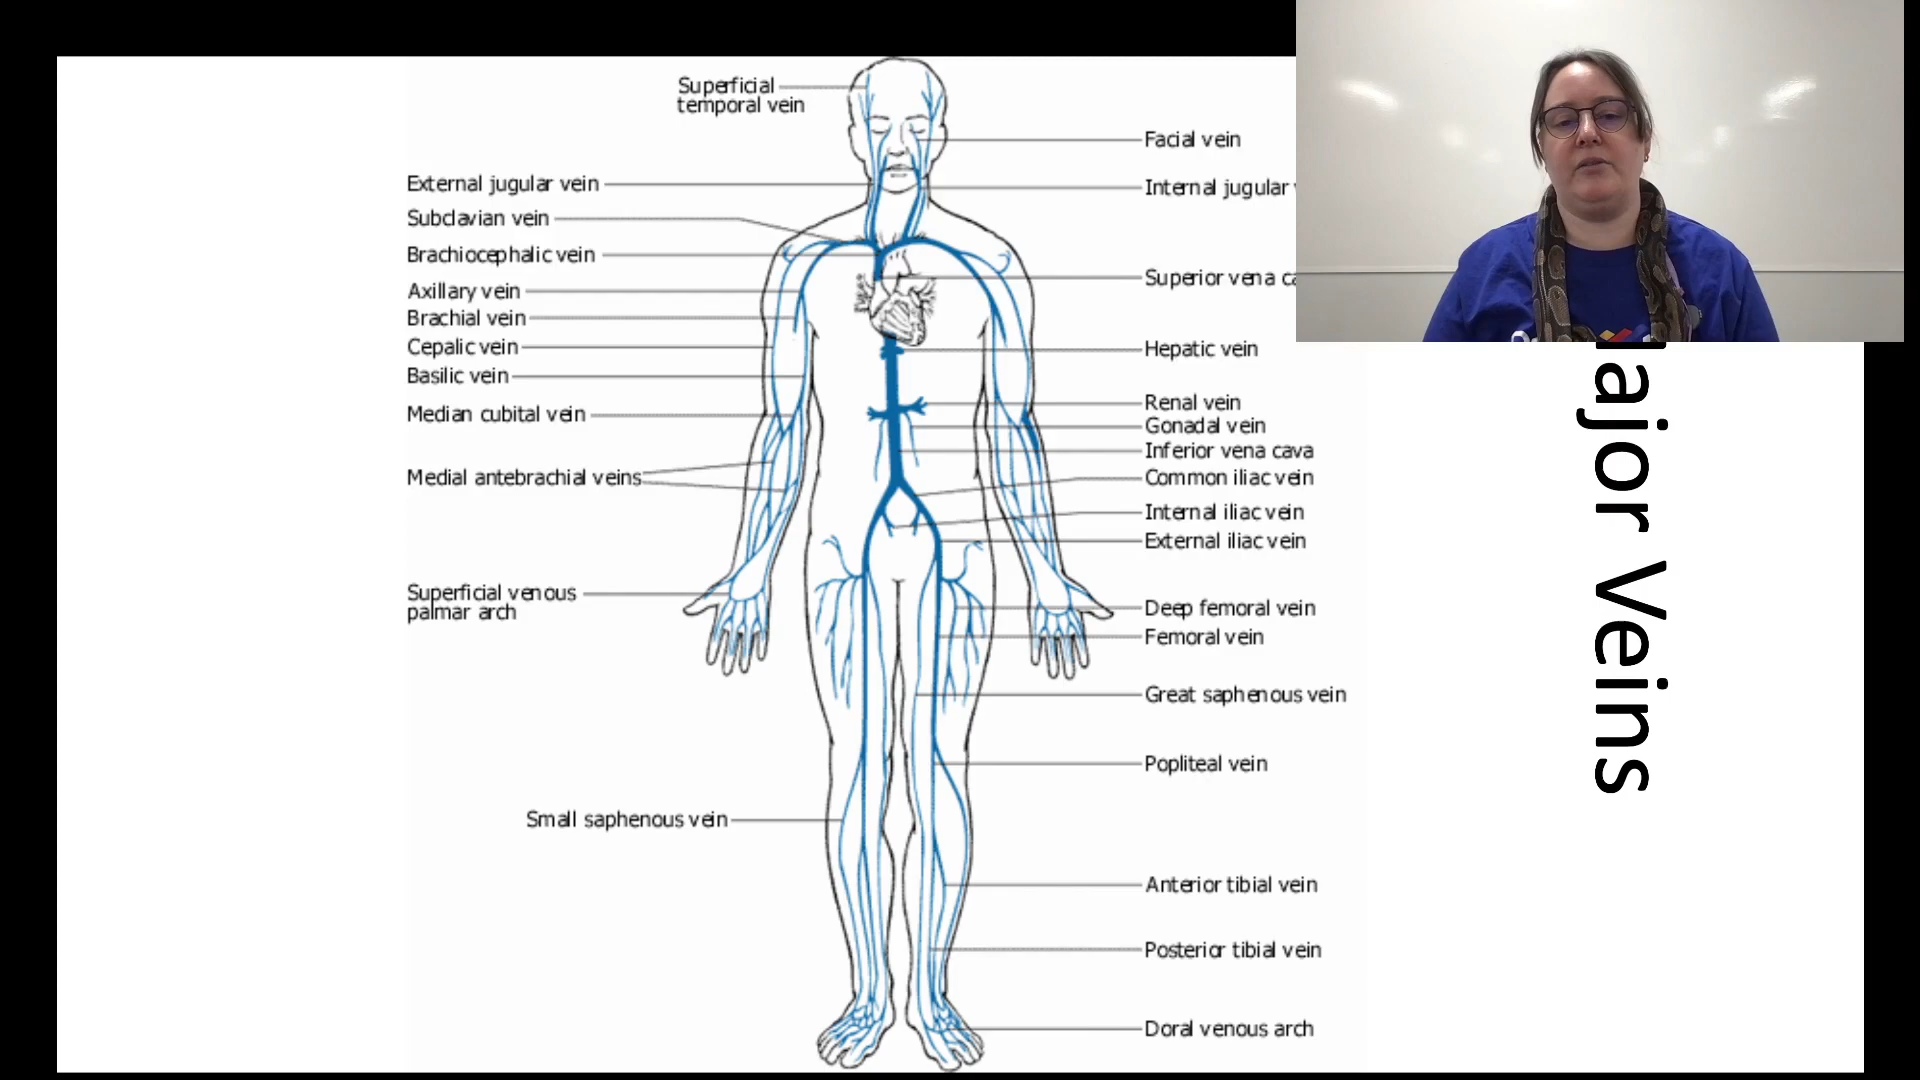 Superficial
temporal vein
External jugular vein
Subclavian vein
Brachiocephalic vein
Axillary vein
Brachial vein
Cepalic vein
Basilic vein
Median cubital vein
Medial antebrachial veins
Superficial venous
palmar arch
Small saphenous vein
Facial vein
Internal jugular
Superior vena
Hepatic vein
Renal vein
Gonadal vein
Inferior vena cava
Common iliac vein
Internal iliac vein
External iliac vein
Deep femoral vein
Femoral vein
Great saphenous vein
Popliteal vein
Anterior tibial vein
Posterior tibial vein
Doral venous arch
ajor Veins